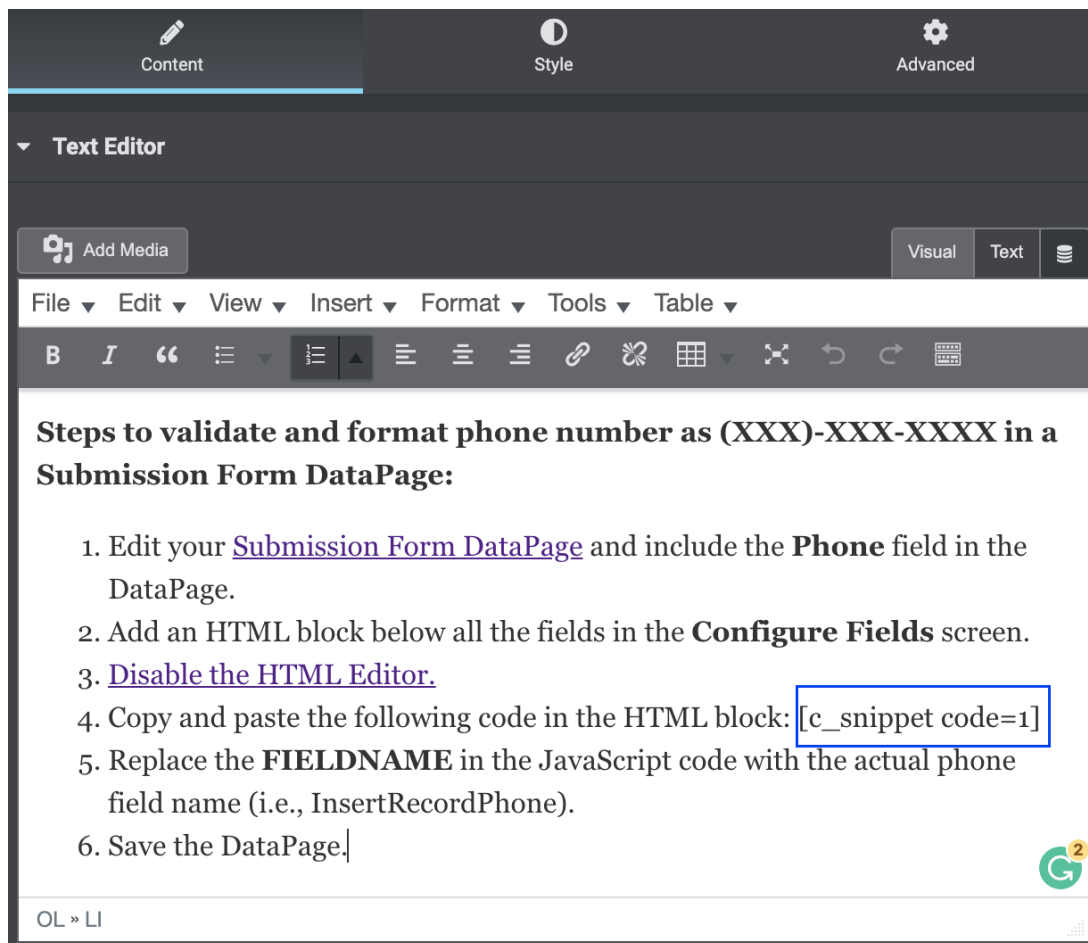 Content Style Advanced
Text Editor
Add Media Visual Text
File Edit View Insert Format Tools Table
B I
Steps to validate and format phone number as (XXX)-XXX-XXXX in a
Submission Form DataPage:
1. Edit your Submission Form DataPage and include the Phone field in the
DataPage.
2. Add an HTML block below all the fields in the Configure Fields screen.
3. Disable the HTML Editor.
4. Copy and paste the following code in the HTML block: [c_snippet code=1]
5. Replace the FIELDNAME in the JavaScript code with the actual phone
field name (i.e., InsertRecordPhone).
6. Save the DataPage.
2
OL » LI